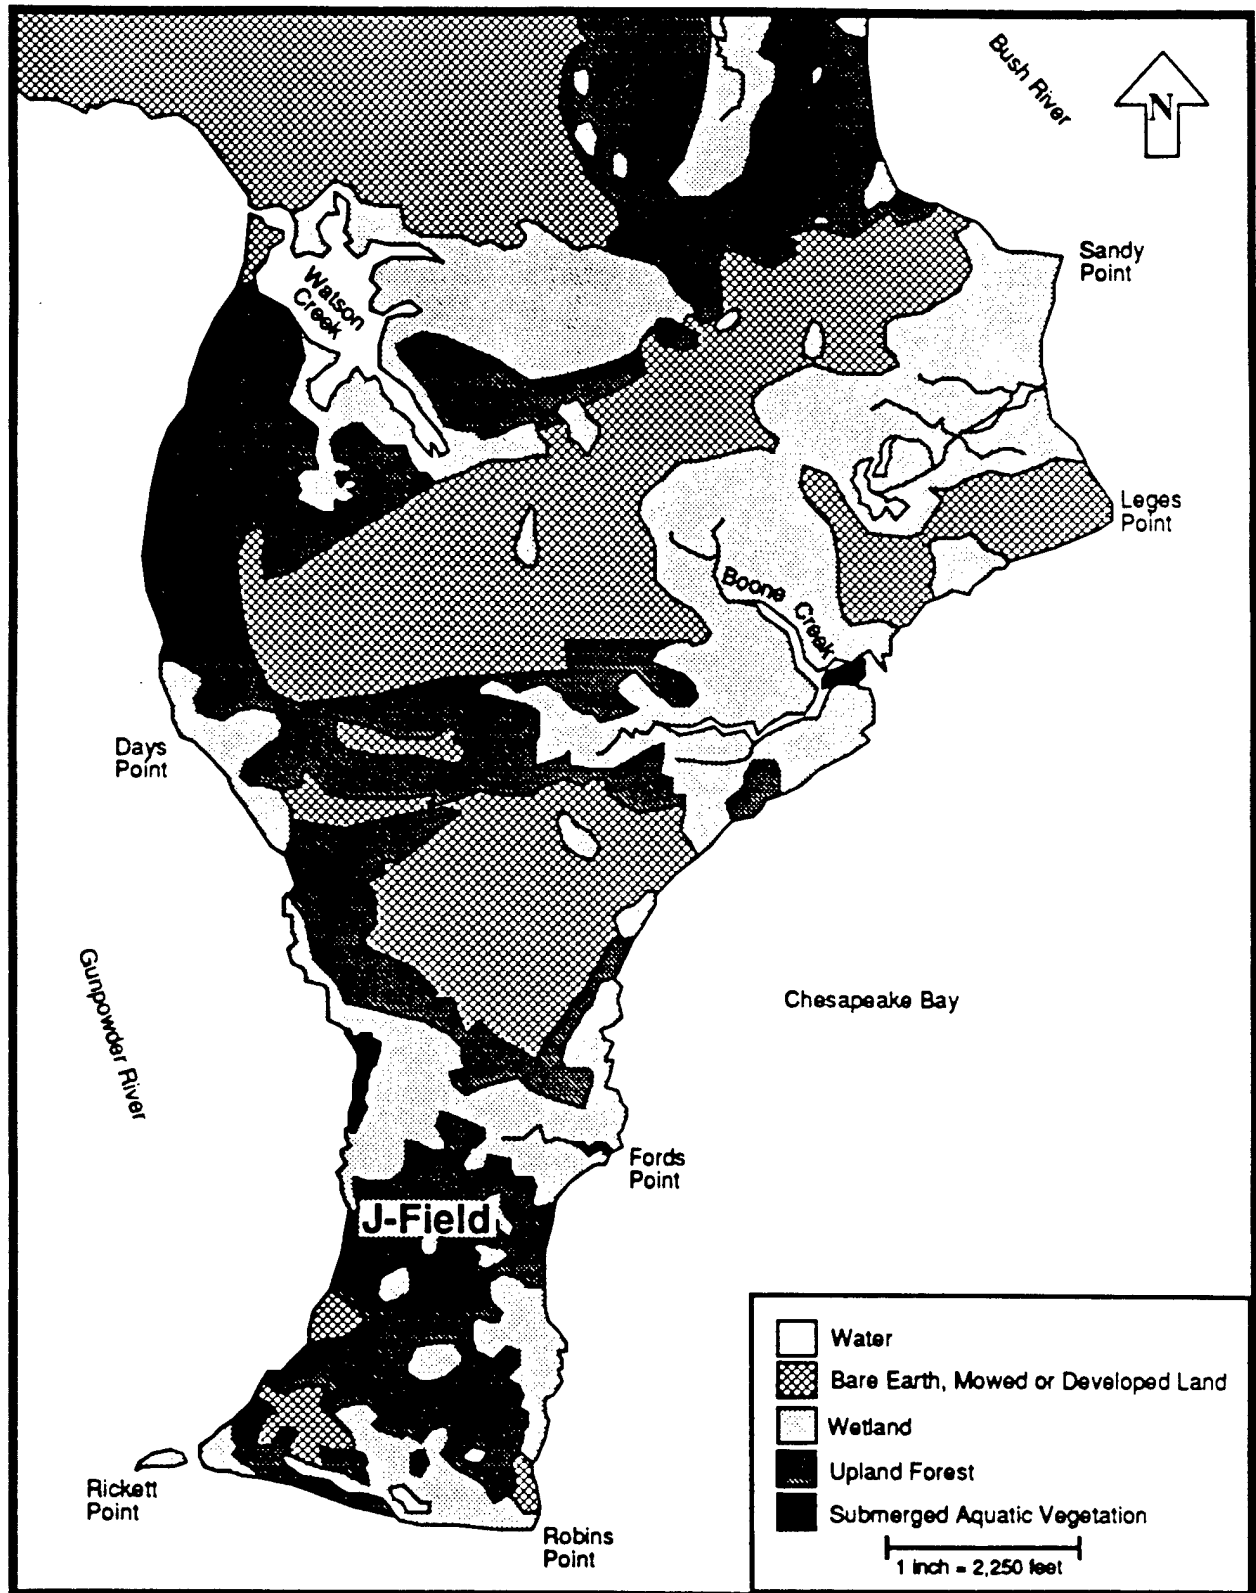 Bush River
N
Sandy
Point
Watson
Creek
Leges
Point
Boone Creek
Days
Point
Gunpowder River
Chesapeake Bay
Fords
Point
J-Field
Rickett
Point
Robins
Point
Water
Bare Earth, Mowed or Developed Land
Wetland
Upland Forest
Submerged Aquatic Vegetation
1 inch = 2,250 feet